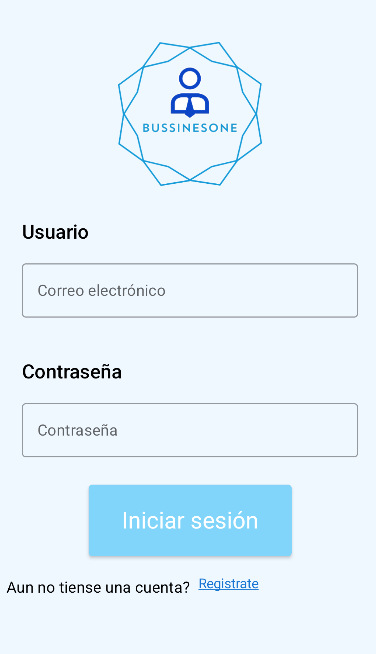 BUSSINESONE
Usuario
Correo electrónico
Contraseña
Contraseña
Iniciar sesión
Aun no tiense una cuenta? Registrate